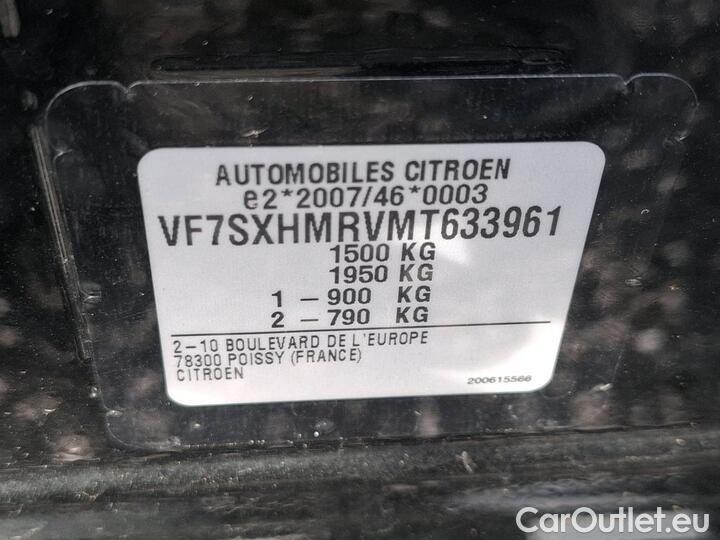 AUTOMOBILES CITROEN
e2*2007/46*0003
VF7SXHMRVMT633961
1500 KG
1950 KG
1 – 900 KG
2 – 790 KG
2–10 BOULEVARD DE L'EUROPE
78300 POISSY (FRANCE)
CITROEN
200615566
CarOutlet.eu